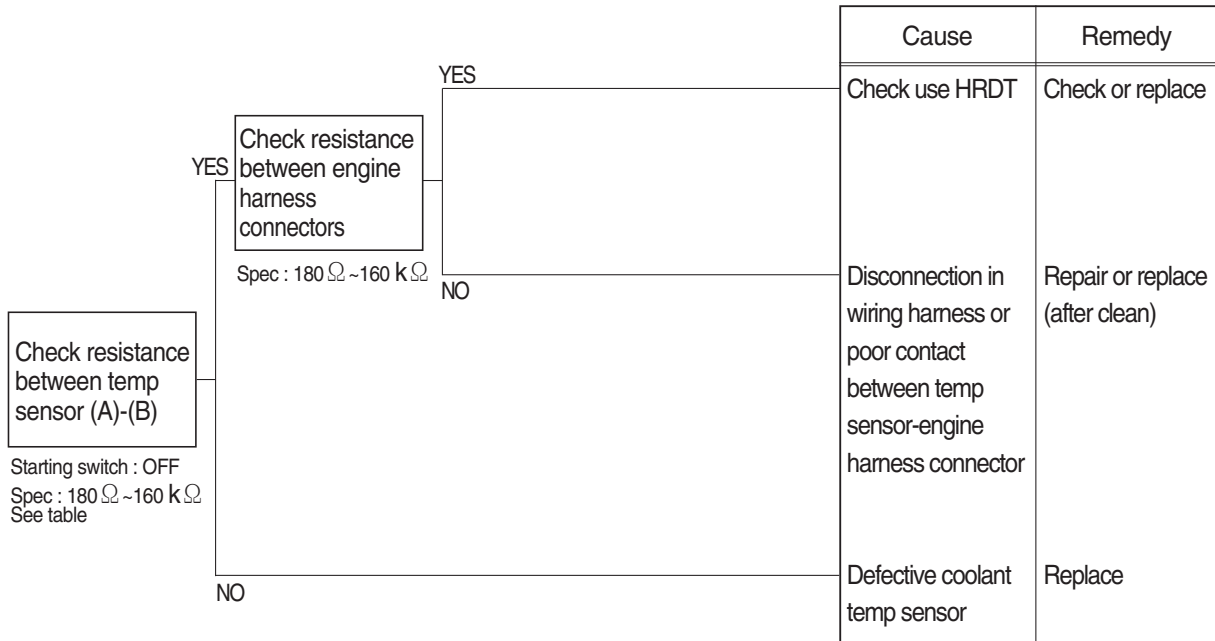 Cause
Remedy
YES
Check use HRDT
Check or replace
Check resistance
between engine
harness
connectors
YES
Spec : 180 Ω ~160 kΩ
NO
Disconnection in
wiring harness or
poor contact
between temp
sensor-engine
harness connector
Repair or replace
(after clean)
Check resistance
between temp
sensor (A)-(B)
Starting switch : OFF
Spec : 180 Ω ~160 kΩ
See table
NO
Defective coolant
temp sensor
Replace